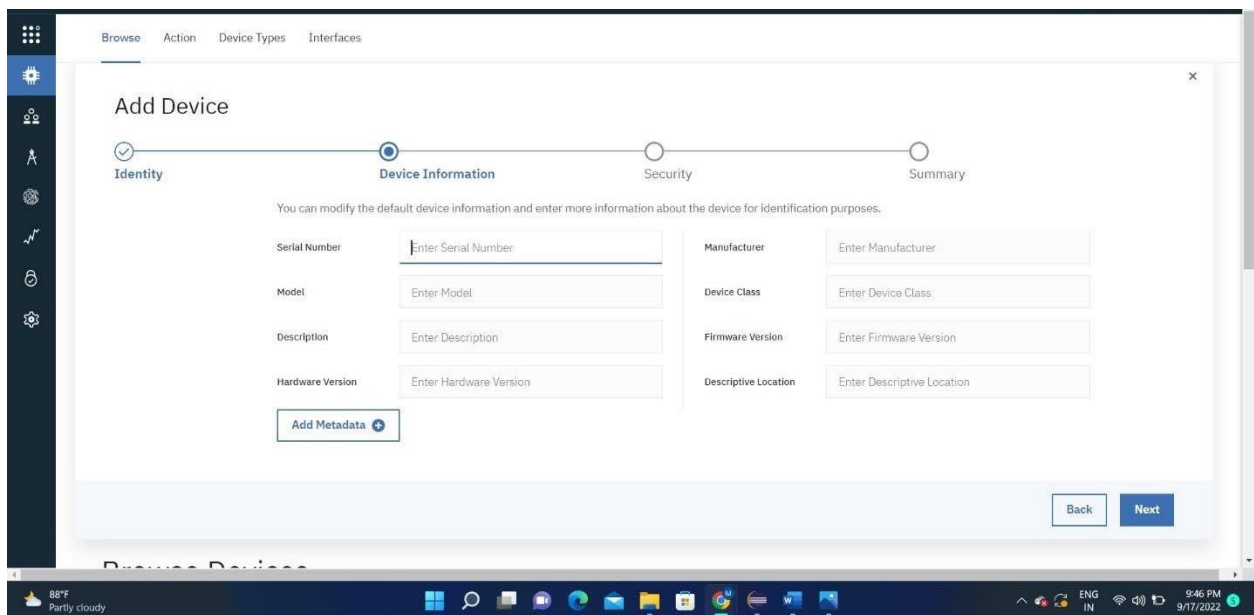 Browse Action Device Types Interfaces
Add Device
Identity Device Information Security Summary
You can modify the default device information and enter more information about the device for identification purposes.
Serial Number Enter Serial Number Manufacturer Enter Manufacturer
Model Enter Model Device Class Enter Device Class
Description Enter Description Firmware Version Enter Firmware Version
Hardware Version Enter Hardware Version Descriptive Location Enter Descriptive Location
Add Metadata
Back Next
Browse Devices
88°F
Partly cloudy
ENG
IN
9:46 PM
9/17/2022
5